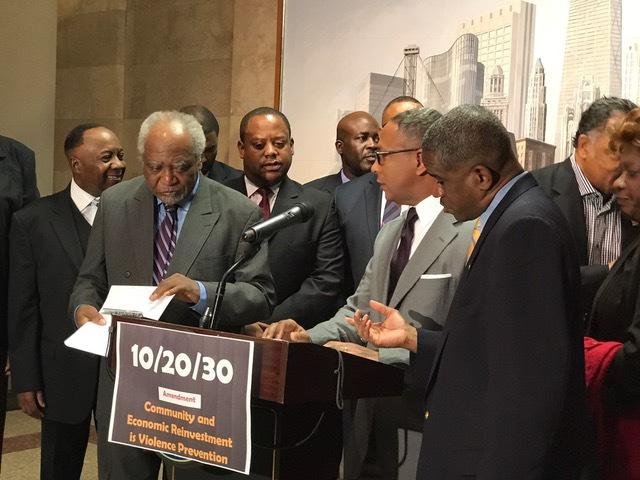 10/20/30
Amendment
Community and
Economic Reinvestment
is Violence Prevention